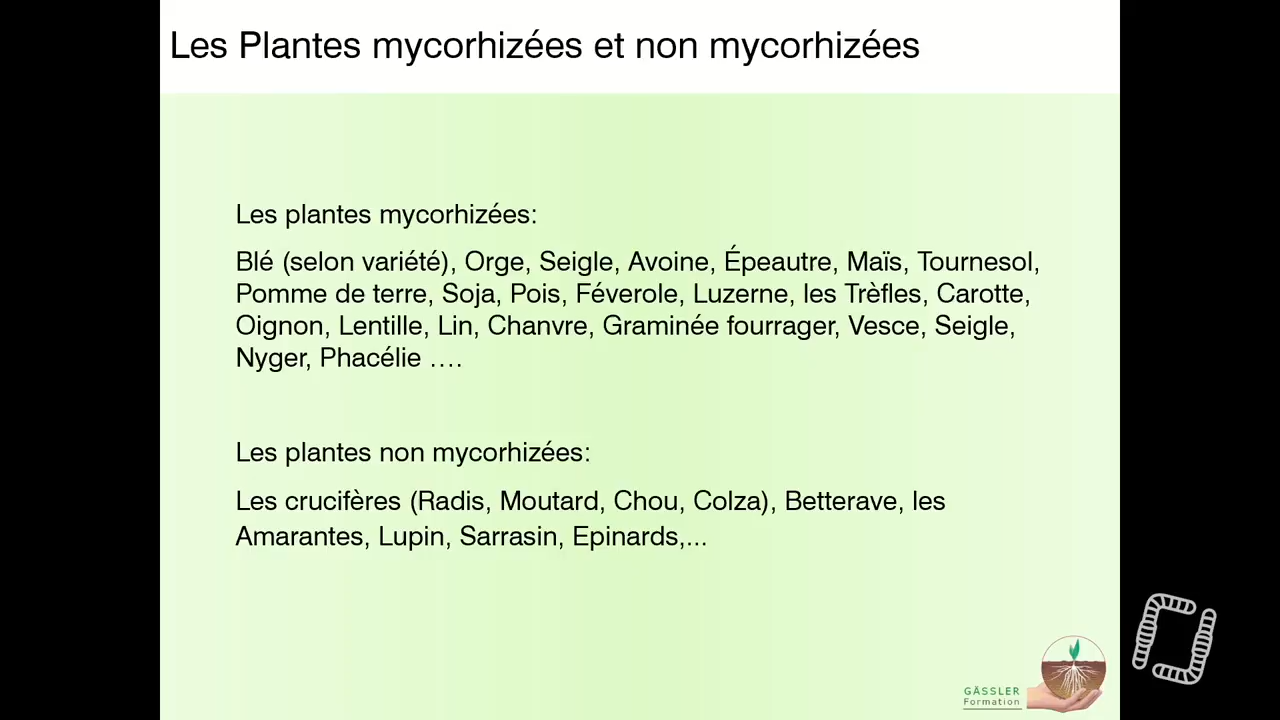 Les Plantes mycorhizées et non mycorhizées
Les plantes mycorhizées:
Blé (selon variété), Orge, Seigle, Avoine, Épeautre, Maïs, Tournesol,
Pomme de terre, Soja, Pois, Féverole, Luzerne, les Trèfles, Carotte,
Oignon, Lentille, Lin, Chanvre, Graminée fourrager, Vesce, Seigle,
Nyger, Phacélie ....
Les plantes non mycorhizées:
Les crucifères (Radis, Moutard, Chou, Colza), Betterave, les
Amarantes, Lupin, Sarrasin, Epinards,...
GÄSSLER
Formation